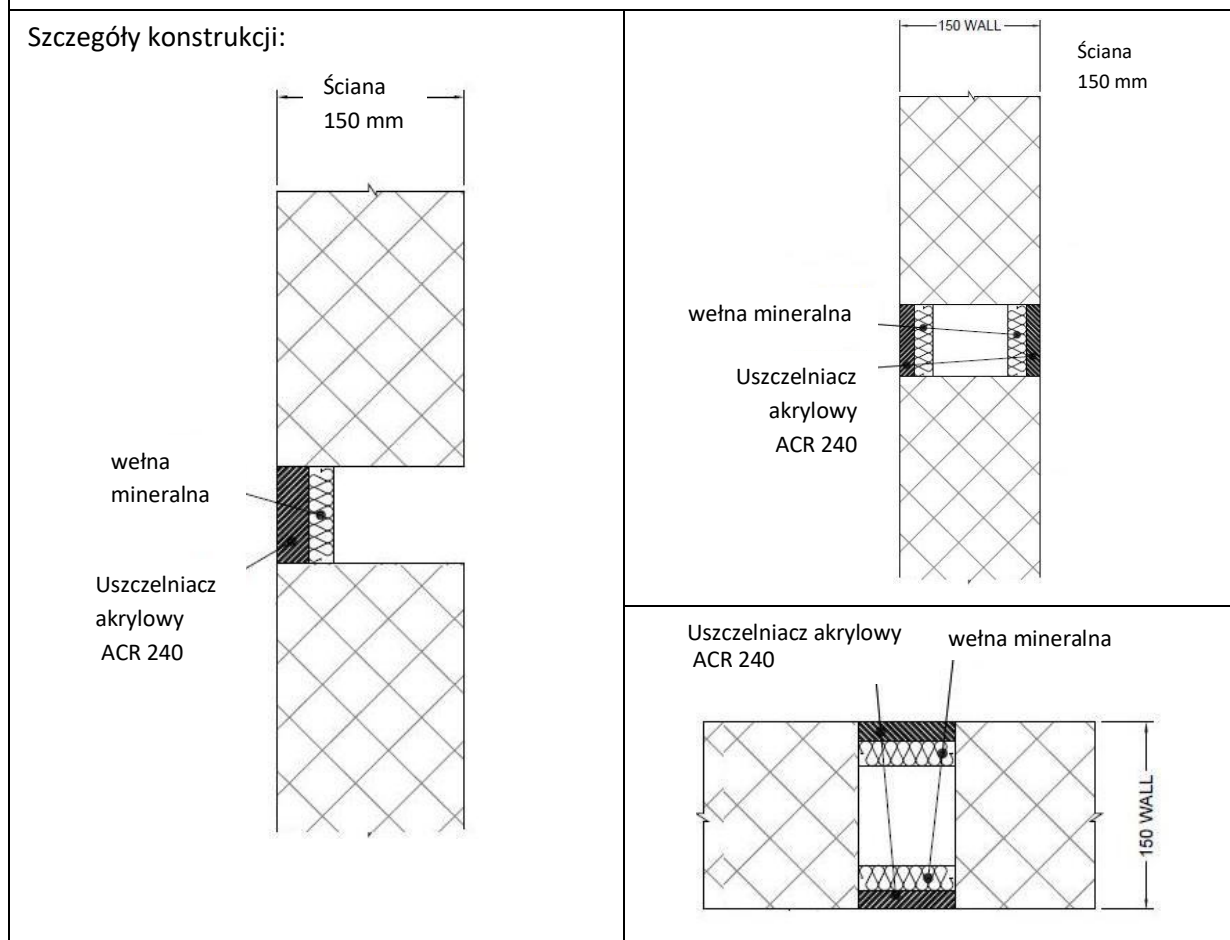 Szczegóły konstrukcji:
Ściana
150 mm
wełna
mineralna
Uszczelniacz
akrylowy
ACR 240
150 WALL
Ściana
150 mm
wełna mineralna
Uszczelniacz
akrylowy
ACR 240
Uszczelniacz akrylowy
ACR 240
wełna mineralna
150 WALL